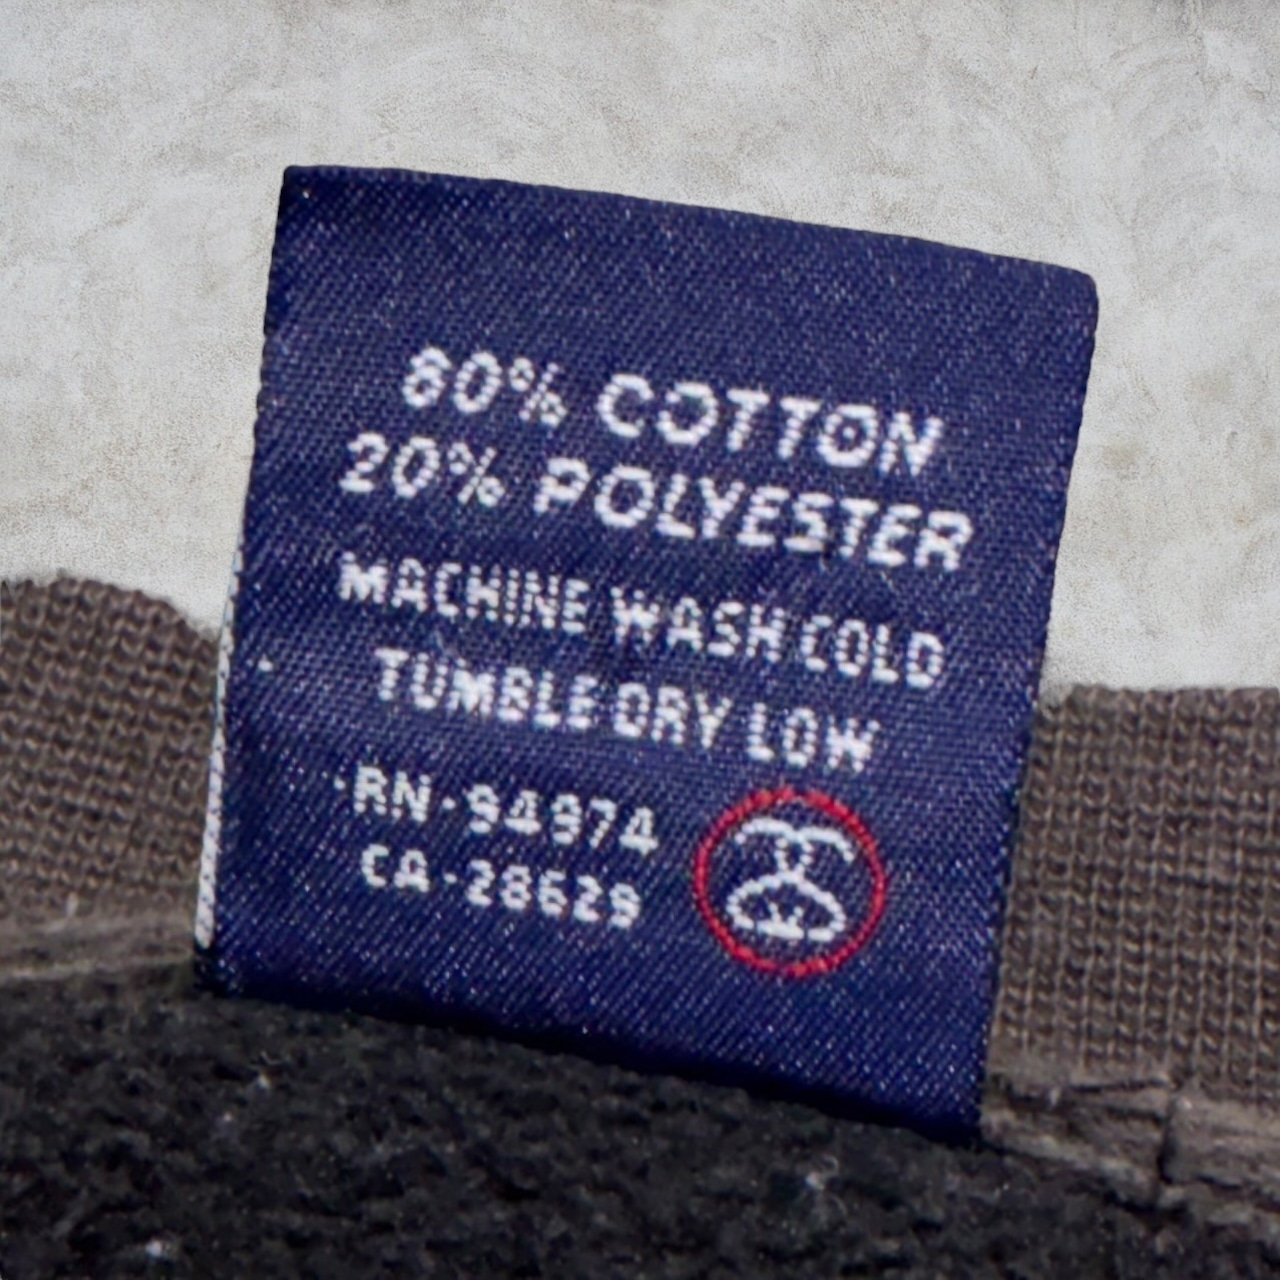 80% COTTON
20% POLYESTER
MACHINE WASH COLD
TUMBLE DRY LOW
RN-94974
CA-28629